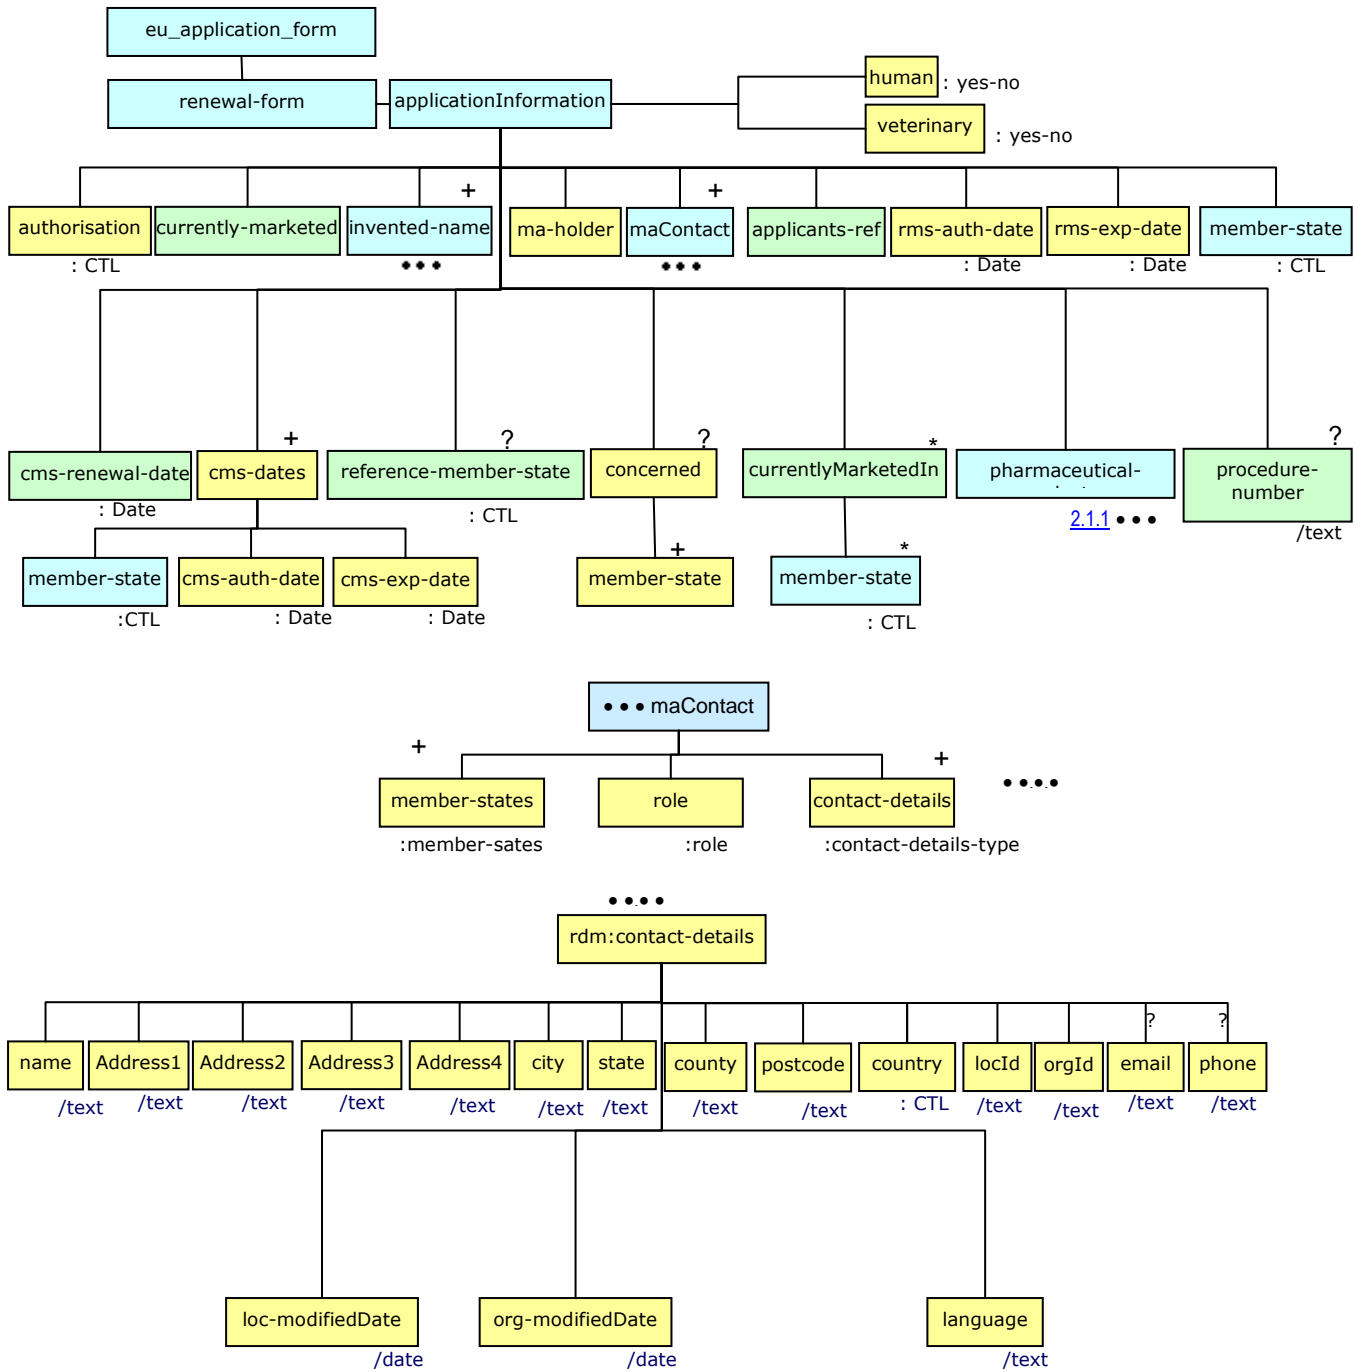 eu_application_form
renewal-form
applicationInformation
human
: yes-no
veterinary
: yes-no
+
+
authorisation
currently-marketed
invented-name
ma-holder
maContact
applicants-ref
rms-auth-date
rms-exp-date
member-state
: CTL
•••
•••
: Date
: Date
: CTL
+
?
?
*
?
cms-renewal-date
cms-dates
reference-member-state
concerned
currentlyMarketedIn
pharmaceutical-
procedure-
number
: Date
: CTL
2.1.1 •••
/text
+
*
member-state
cms-auth-date
cms-exp-date
member-state
member-state
:CTL
: Date
: Date
: CTL
••• maContact
+
+
member-states
role
contact-details
••.•.•
:member-sates
:role
:contact-details-type
••.••
rdm:contact-details
?
?
name
Address1
Address2
Address3
Address4
city
state
county
postcode
country
locId
orgId
email
phone
/text
/text
/text
/text
/text
/text
/text
/text
/text
: CTL
/text
/text
/text
/text
loc-modifiedDate
org-modifiedDate
language
/date
/date
/text